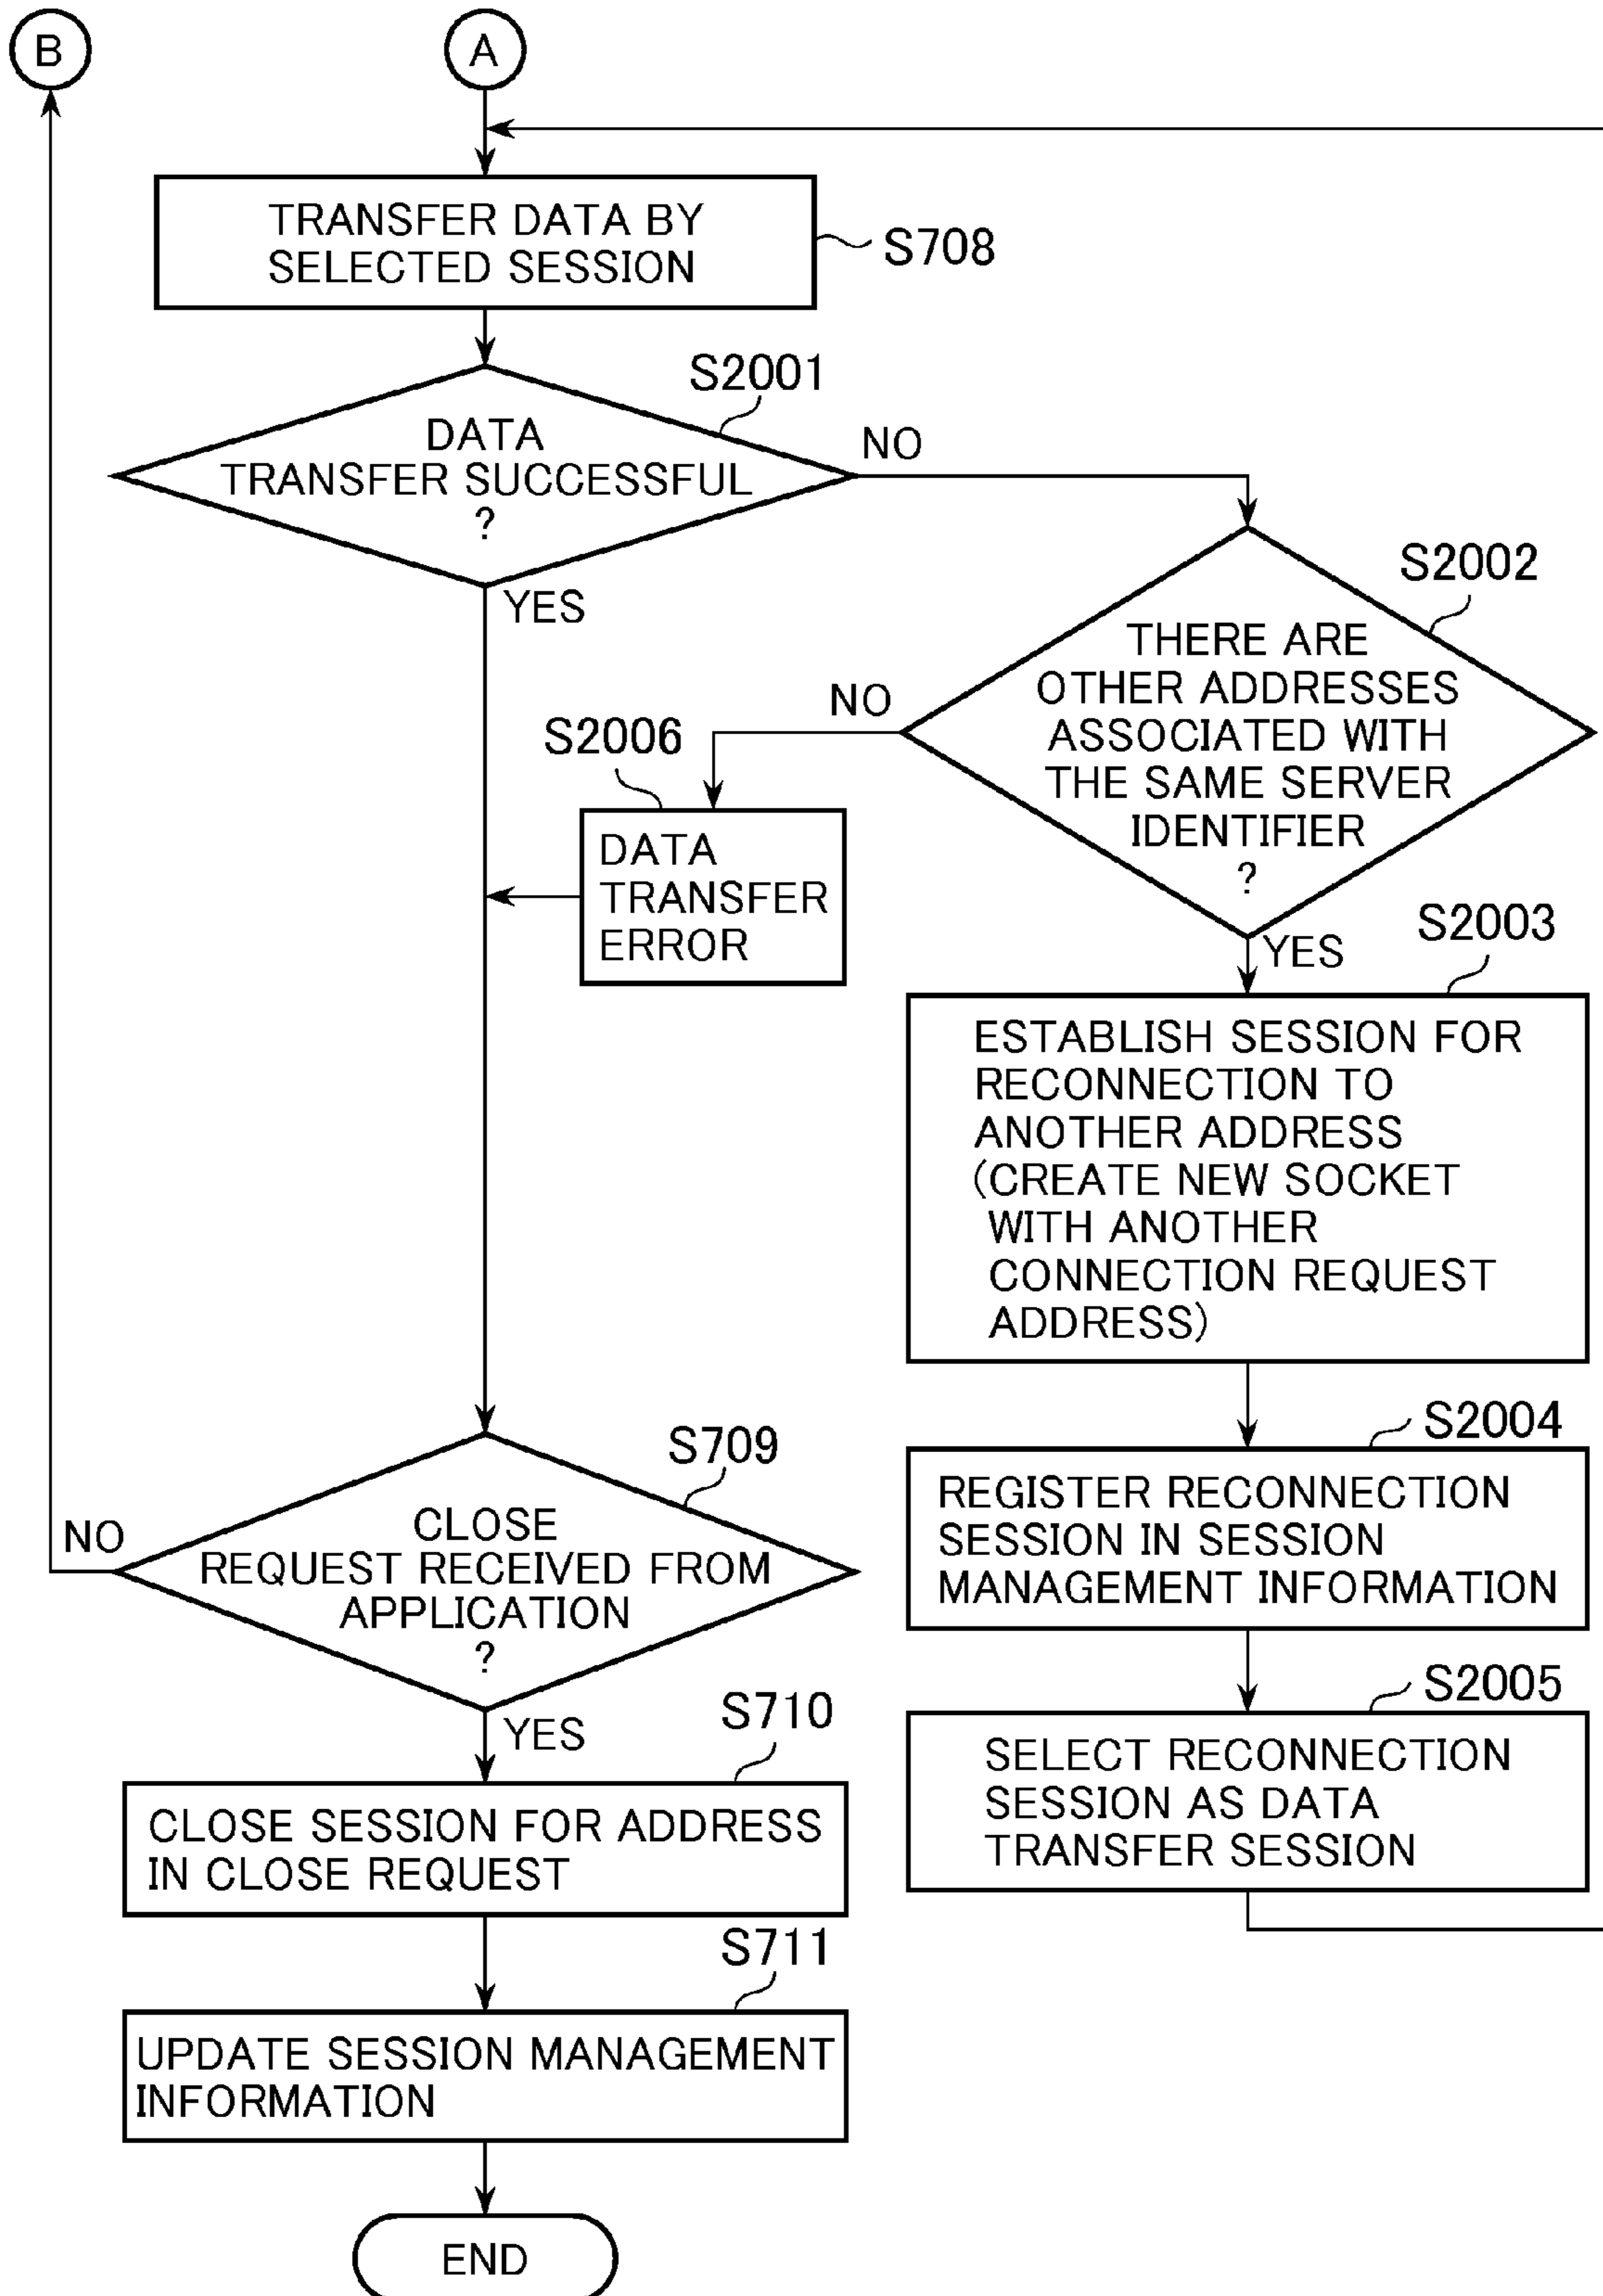 B
A
TRANSFER DATA BY
SELECTED SESSION
S708
S2001
DATA
TRANSFER SUCCESSFUL
?
NO
YES
S2002
THERE ARE
OTHER ADDRESSES
ASSOCIATED WITH
THE SAME SERVER
IDENTIFIER
?
NO
S2006
DATA
TRANSFER
ERROR
YES
S2003
ESTABLISH SESSION FOR
RECONNECTION TO
ANOTHER ADDRESS
(CREATE NEW SOCKET
WITH ANOTHER
CONNECTION REQUEST
ADDRESS)
S2004
REGISTER RECONNECTION
SESSION IN SESSION
MANAGEMENT INFORMATION
S2005
SELECT RECONNECTION
SESSION AS DATA
TRANSFER SESSION
S709
CLOSE
REQUEST RECEIVED FROM
APPLICATION
?
NO
YES
S710
CLOSE SESSION FOR ADDRESS
IN CLOSE REQUEST
S711
UPDATE SESSION MANAGEMENT
INFORMATION
END